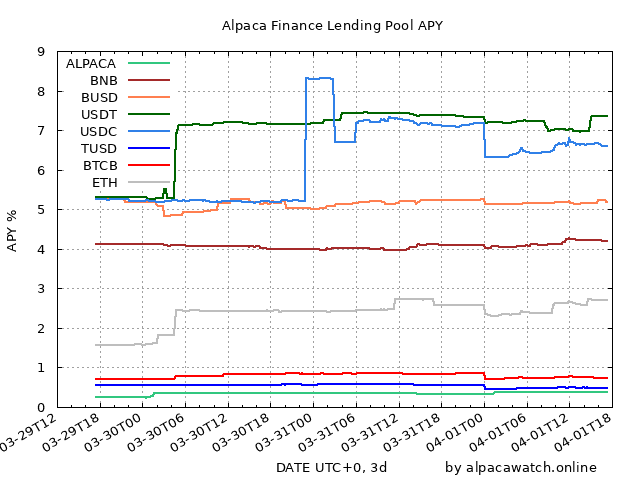 Alpaca Finance Lending Pool APY
9
8
7
6
5
4
3
2
1
0
APY %
ALPACA
BNB
BUSD
USDT
USDC
TUSD
BTCB
ETH
03-29T12
03-29T18
03-30T00
03-30T06
03-30T12
03-30T18
03-31T00
03-31T06
03-31T12
03-31T18
04-01T00
04-01T06
04-01T12
04-01T18
DATE UTC+0, 3d
by alpacawatch.online